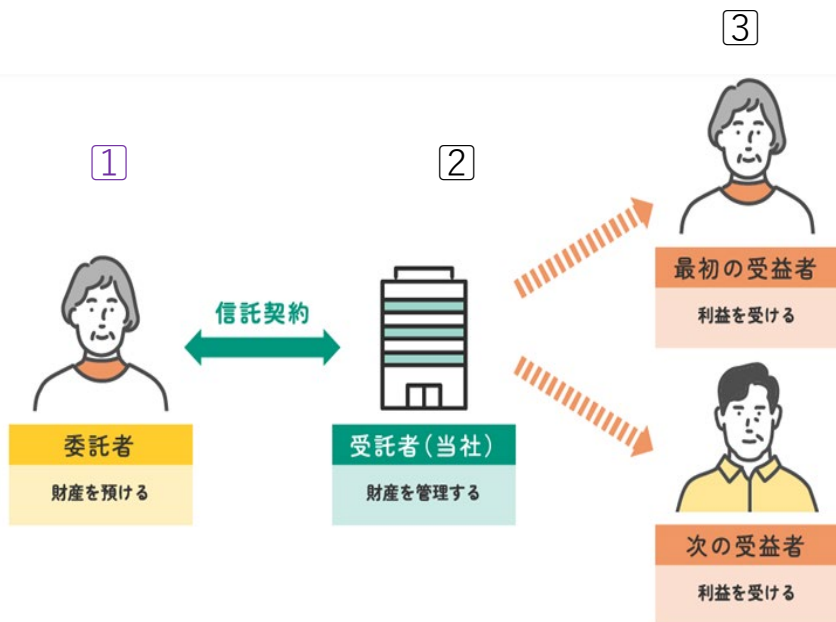 3
1
2
信託契約
委託者
財産を預ける
受託者(当社)
財産を管理する
最初の受益者
利益を受ける
次の受益者
利益を受ける